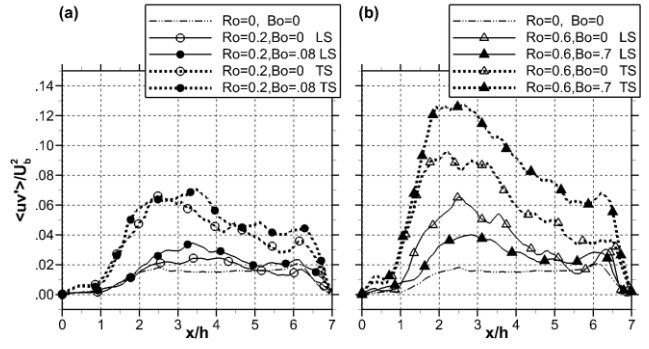 (a)
Ro=0, Bo=0
Ro=0.2,Bo=0 LS
Ro=0.2,Bo=.08 LS
Ro=0.2,Bo=0 TS
Ro=0.2,Bo=.08 TS
.14
.12
.10
.08
.06
.04
.02
.00
<uv'>/U_b^2
0 1 2 3 4 5 6 7
x/h
(b)
Ro=0, Bo=0
Ro=0.6,Bo=0 LS
Ro=0.6,Bo=.7 LS
Ro=0.6,Bo=0 TS
Ro=0.6,Bo=.7 TS
0 1 2 3 4 5 6 7
x/h